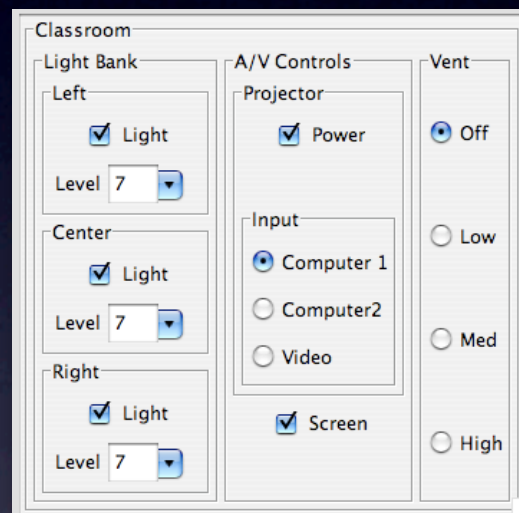 Classroom
Light Bank
Left
Light
Level 7
Center
Light
Level 7
Right
Light
Level 7
A/V Controls
Projector
Power
Input
Computer 1
Computer2
Video
Screen
Vent
Off
Low
Med
High